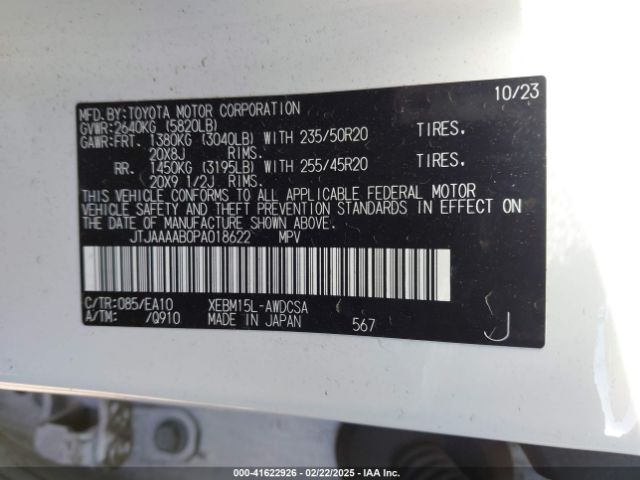 MFD.BY:TOYOTA MOTOR CORPORATION 10/23
GVWR:2640KG (5820LB)
GAWR:FRT. 1380KG (3040LB) WITH 235/50R20 TIRES.
20X8J RIMS.
RR. 1450KG (3195LB) WITH 255/45R20 TIRES.
20X9 1/2J RIMS.
THIS VEHICLE CONFORMS TO ALL APPLICABLE FEDERAL MOTOR
VEHICLE SAFETY AND THEFT PREVENTION STANDARDS IN EFFECT ON
THE DATE OF MANUFACTURE SHOWN ABOVE.
JTJAAAAB0PA018622 MPV
C/TR:085/EA10 XEBM15L-AWDCSA
A/TM: /Q910 MADE IN JAPAN 567 J
000-41622926 - 02/22/2025 - IAA Inc.